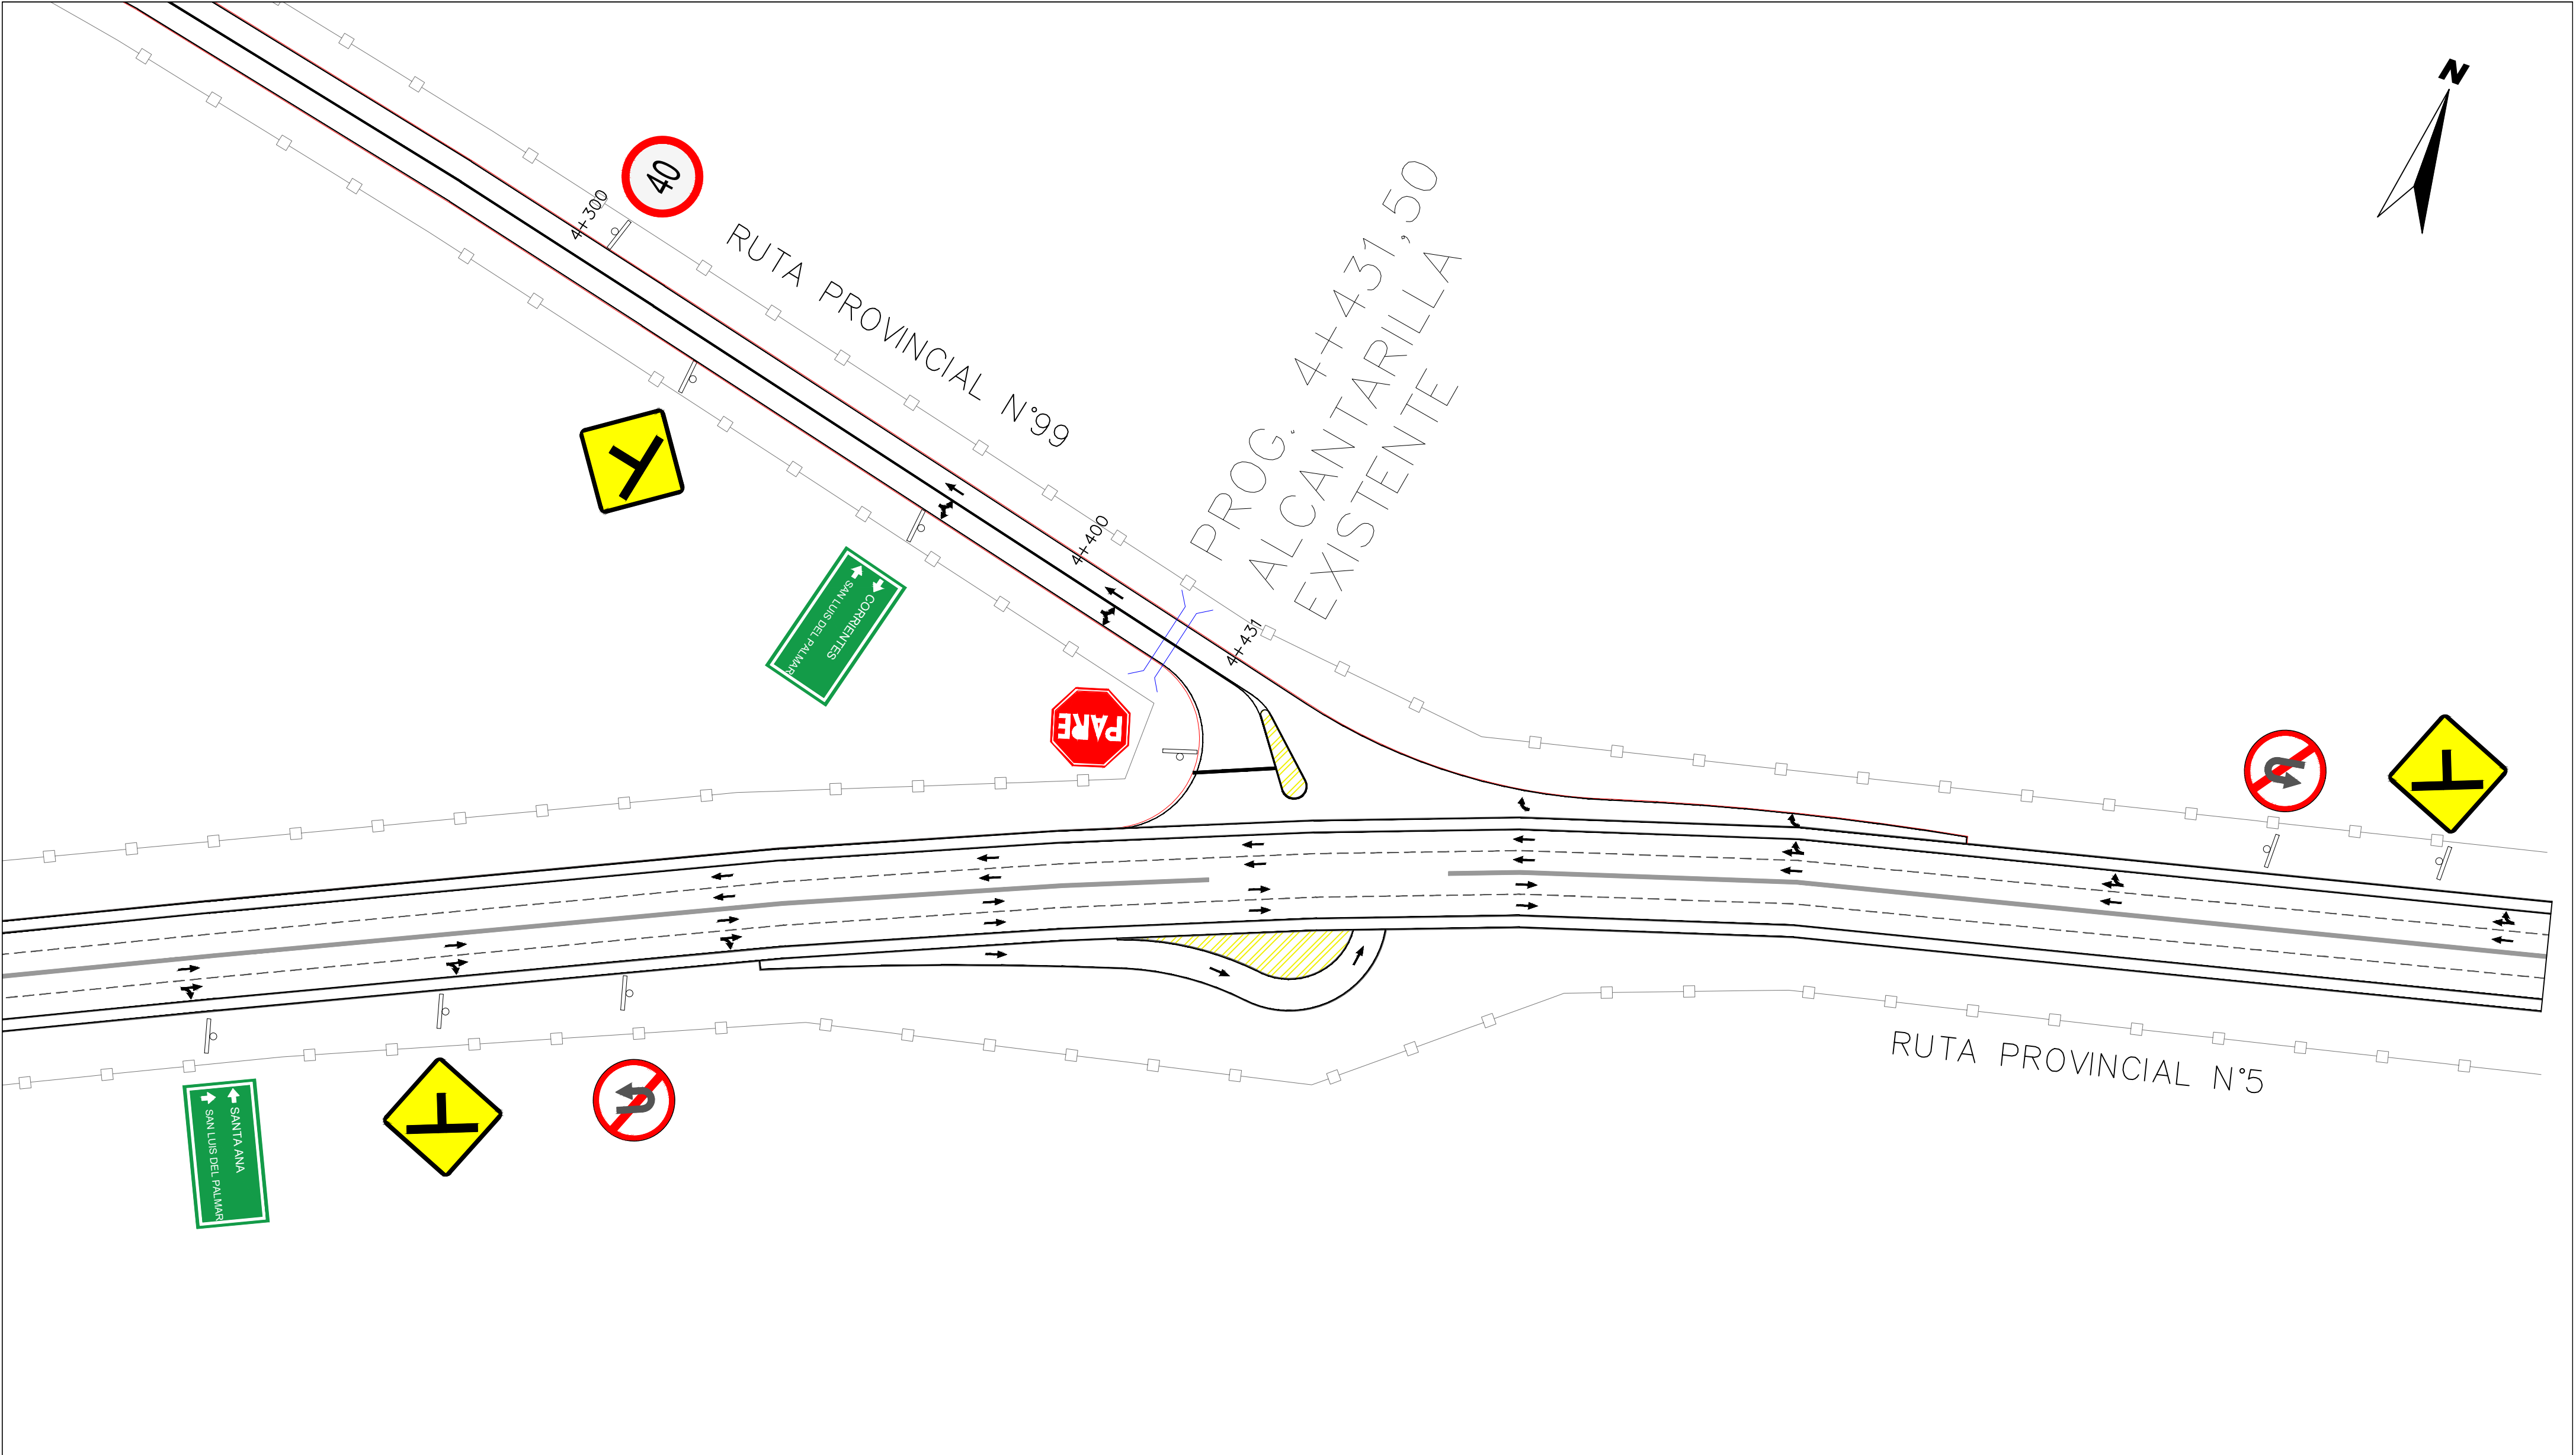 N
40
4+300
RUTA PROVINCIAL N°99
PROG. 4+431,50
ALCANTARILLA
EXISTENTE
4+400
4+431
CORRIENTES
SAN LUIS DEL PALMAR
PARE
RUTA PROVINCIAL N°5
SANTA ANA
SAN LUIS DEL PALMAR